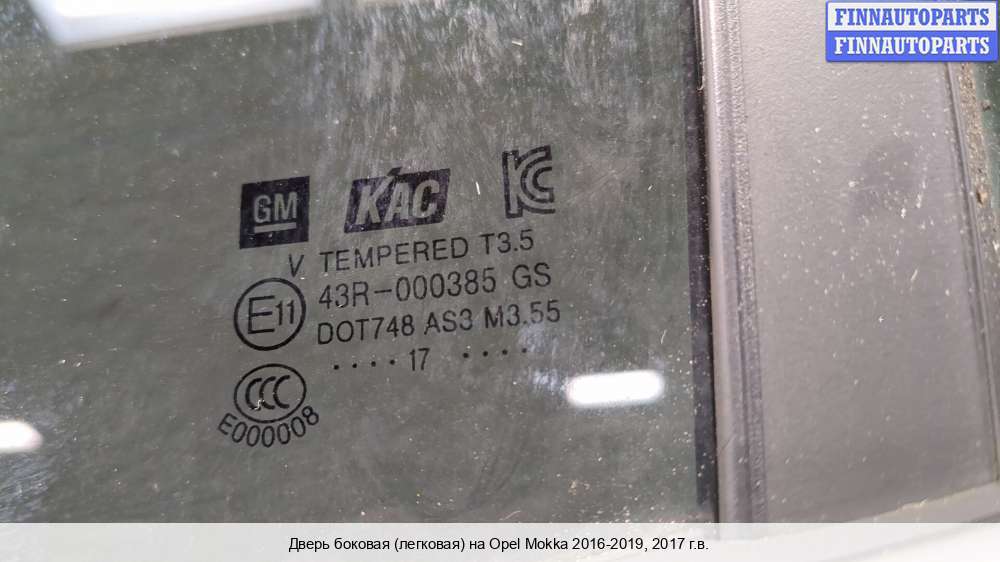 FINNAUTOPARTS
FINNAUTOPARTS
GM KAC KC
V TEMPERED T3.5
E11 43R-000385 GS
DOT748 AS3 M3.55
....17 ....
CCC
E000008
Дверь боковая (легковая) на Opel Mokka 2016-2019, 2017 г.в.